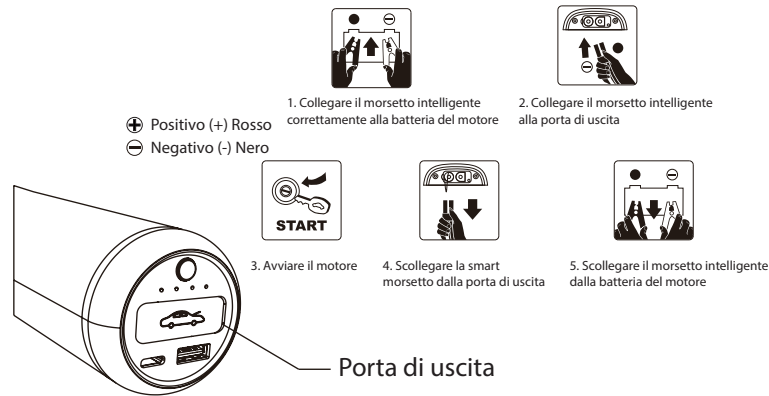 1. Collegare il morsetto intelligente
correttamente alla batteria del motore
2. Collegare il morsetto intelligente
alla porta di uscita
Positivo (+) Rosso
Negativo (-) Nero
START
3. Avviare il motore
4. Scollegare la smart
morsetto dalla porta di uscita
5. Scollegare il morsetto intelligente
dalla batteria del motore
Porta di uscita